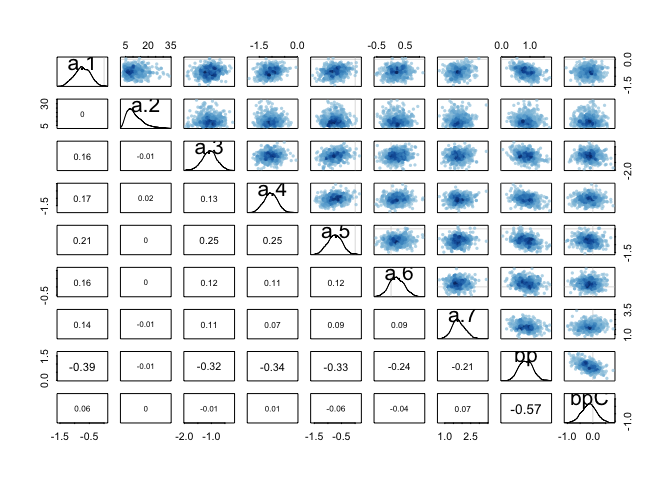 5 20 35 -1.5 0.0 -0.5 0.5 0.0 1.0
a.1 -1.5 0.0
5 30 0 a.2
0.16 -0.01 a.3 -2.0
-1.5 0.17 0.02 0.13 a.4
0.21 0 0.25 0.25 a.5 -1.5
-0.5 0.16 0 0.12 0.11 0.12 a.6
0.14 -0.01 0.11 0.07 0.09 0.09 a.7 1.0 3.5
0.0 1.5 -0.39 -0.01 -0.32 -0.34 -0.33 -0.24 -0.21 bp
0.06 0 -0.01 0.01 -0.06 -0.04 0.07 -0.57 bpC -1.0
-1.5 -0.5 -2.0 -1.0 -1.5 -0.5 1.0 2.5 -1.0 0.0